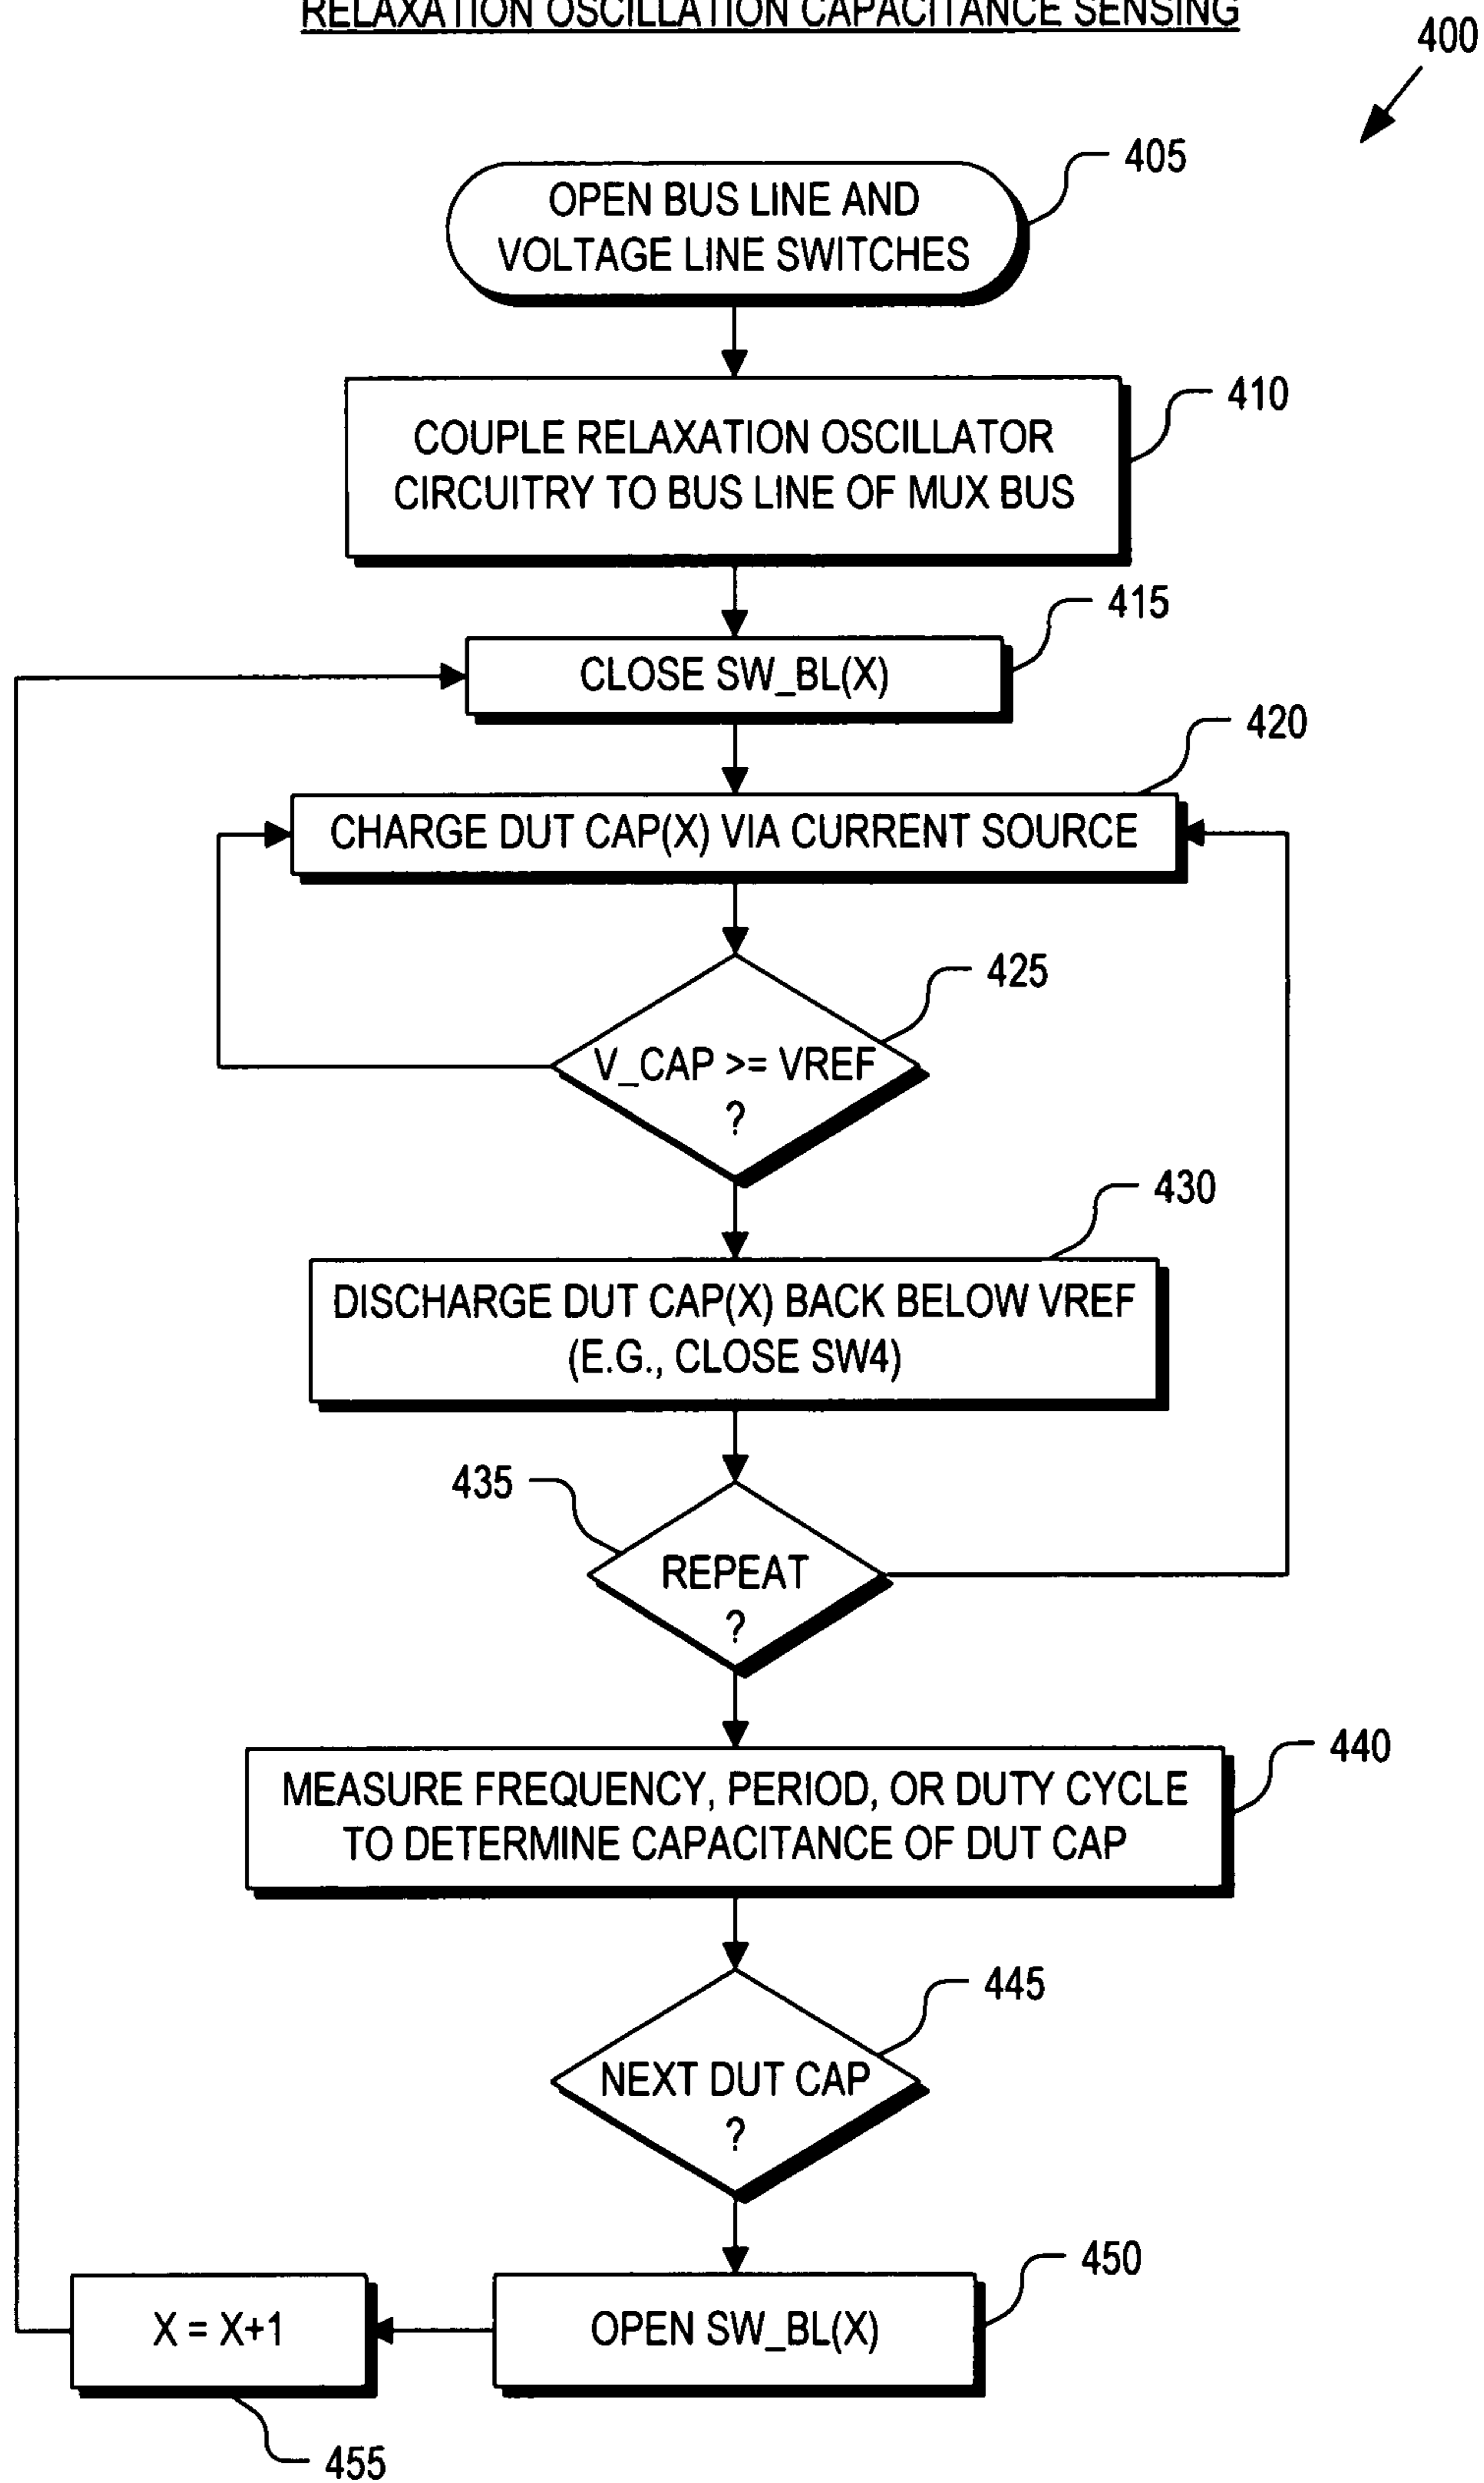 RELAXATION OSCILLATION CAPACITANCE SENSING
400
OPEN BUS LINE AND
VOLTAGE LINE SWITCHES
405
COUPLE RELAXATION OSCILLATOR
CIRCUITRY TO BUS LINE OF MUX BUS
410
CLOSE SW_BL(X)
415
CHARGE DUT CAP(X) VIA CURRENT SOURCE
420
V_CAP >= VREF
?
425
DISCHARGE DUT CAP(X) BACK BELOW VREF
(E.G., CLOSE SW4)
430
REPEAT
?
435
MEASURE FREQUENCY, PERIOD, OR DUTY CYCLE
TO DETERMINE CAPACITANCE OF DUT CAP
440
NEXT DUT CAP
?
445
OPEN SW_BL(X)
450
X = X+1
455